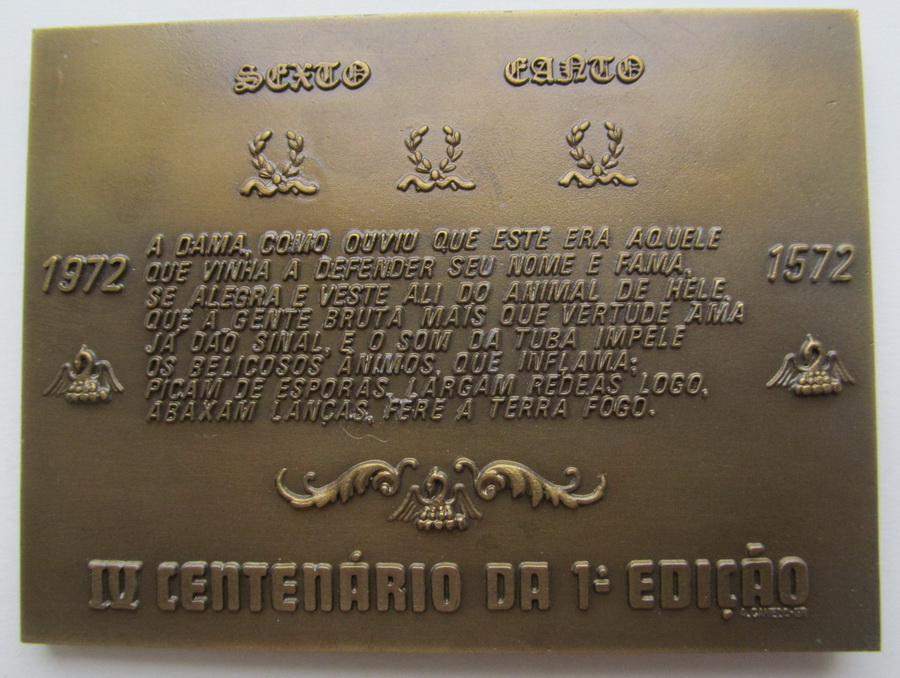 SEXTO CANTO
A DAMA, COMO OUVIU QUE ESTE ERA AQUELE
QUE VINHA A DEFENDER SEU NOME E FAMA,
SE ALEGRA E VESTE ALI DO ANIMAL DE HELE,
QUE A GENTE BRUTA MAIS QUE VERTUDE AMA
JÁ DÃO SINAL, E O SOM DA TUBA IMPELE
OS BELICOSOS ÂNIMOS, QUE INFLAMA;
PICAM DE ESPORAS, LARGAM RÉDEAS LOGO,
ABAXAM LANÇAS, FERE A TERRA FOGO.
1972
1572
IV CENTENÁRIO DA 1ª EDIÇÃO